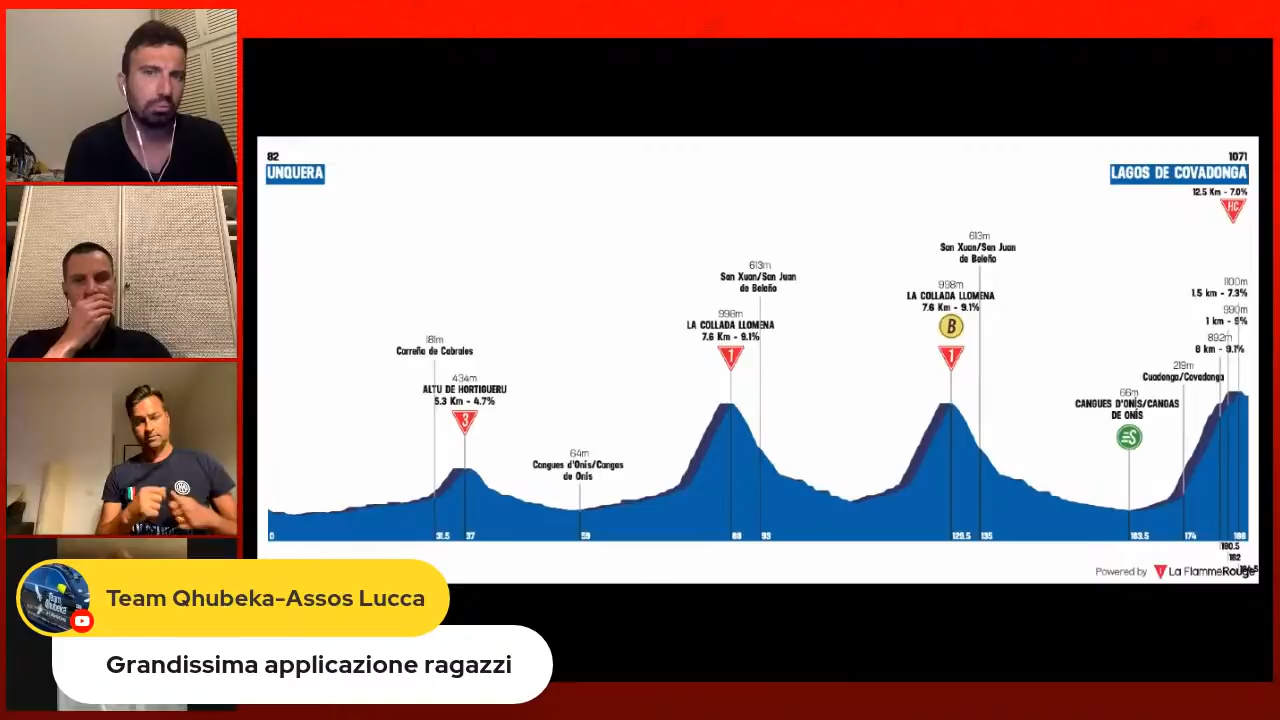 82
UNQUERA
1071
LAGOS DE COVADONGA
12.5 Km - 7.0%
HC
613m
San Xuan/San Juan
de Beleño
998m
LA COLLADA LLOMENA
7.6 Km - 9.1%
B
1
613m
San Xuan/San Juan
de Beleño
998m
LA COLLADA LLOMENA
7.6 Km - 9.1%
1
1100m
1.5 km - 7.3%
990m
1 km - 9%
892m
8 km - 9.1%
219m
Cuadonga/Covadonga
181m
Carreña de Cabrales
434m
ALTU DE HORTIGUERU
5.3 Km - 4.7%
3
66m
CANGUES D'ONÍS/CANGAS
DE ONÍS
S
64m
Cangues d'Onís/Cangas
de Onís
0 31.5 37 59 89 93 129.5 135 163.5 174 186
180.5
182
Powered by La FlammeRouge
Team Qhubeka-Assos Lucca
Grandissima applicazione ragazzi